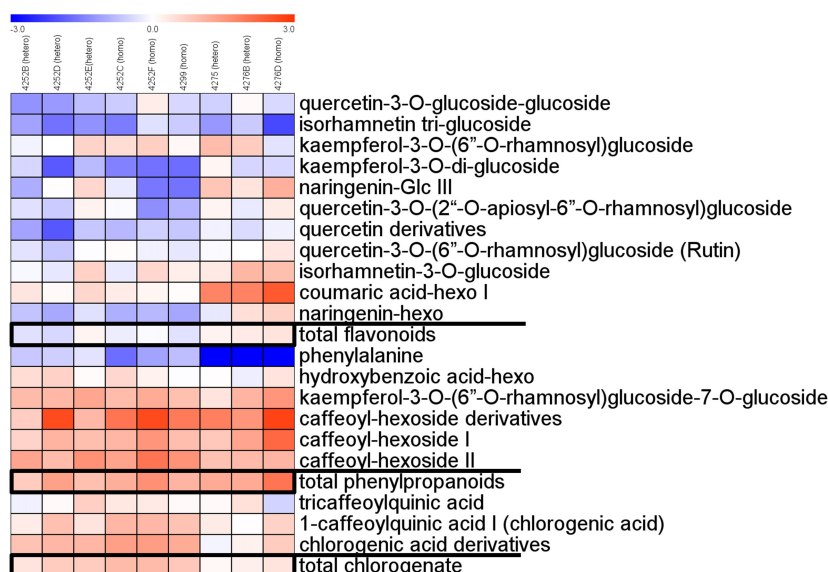 -3.0 0.0 3.0
4252B (hetero) 4252D (hetero) 4252E(hetero) 4252C (homo) 4252F (homo) 4299 (homo) 4275 (hetero) 4276B (hetero) 4276D (homo)
quercetin-3-O-glucoside-glucoside
isorhamnetin tri-glucoside
kaempferol-3-O-(6”-O-rhamnosyl)glucoside
kaempferol-3-O-di-glucoside
naringenin-Glc III
quercetin-3-O-(2“-O-apiosyl-6”-O-rhamnosyl)glucoside
quercetin derivatives
quercetin-3-O-(6”-O-rhamnosyl)glucoside (Rutin)
isorhamnetin-3-O-glucoside
coumaric acid-hexo I
naringenin-hexo
total flavonoids
phenylalanine
hydroxybenzoic acid-hexo
kaempferol-3-O-(6”-O-rhamnosyl)glucoside-7-O-glucoside
caffeoyl-hexoside derivatives
caffeoyl-hexoside I
caffeoyl-hexoside II
total phenylpropanoids
tricaffeoylquinic acid
1-caffeoylquinic acid I (chlorogenic acid)
chlorogenic acid derivatives
total chlorogenate